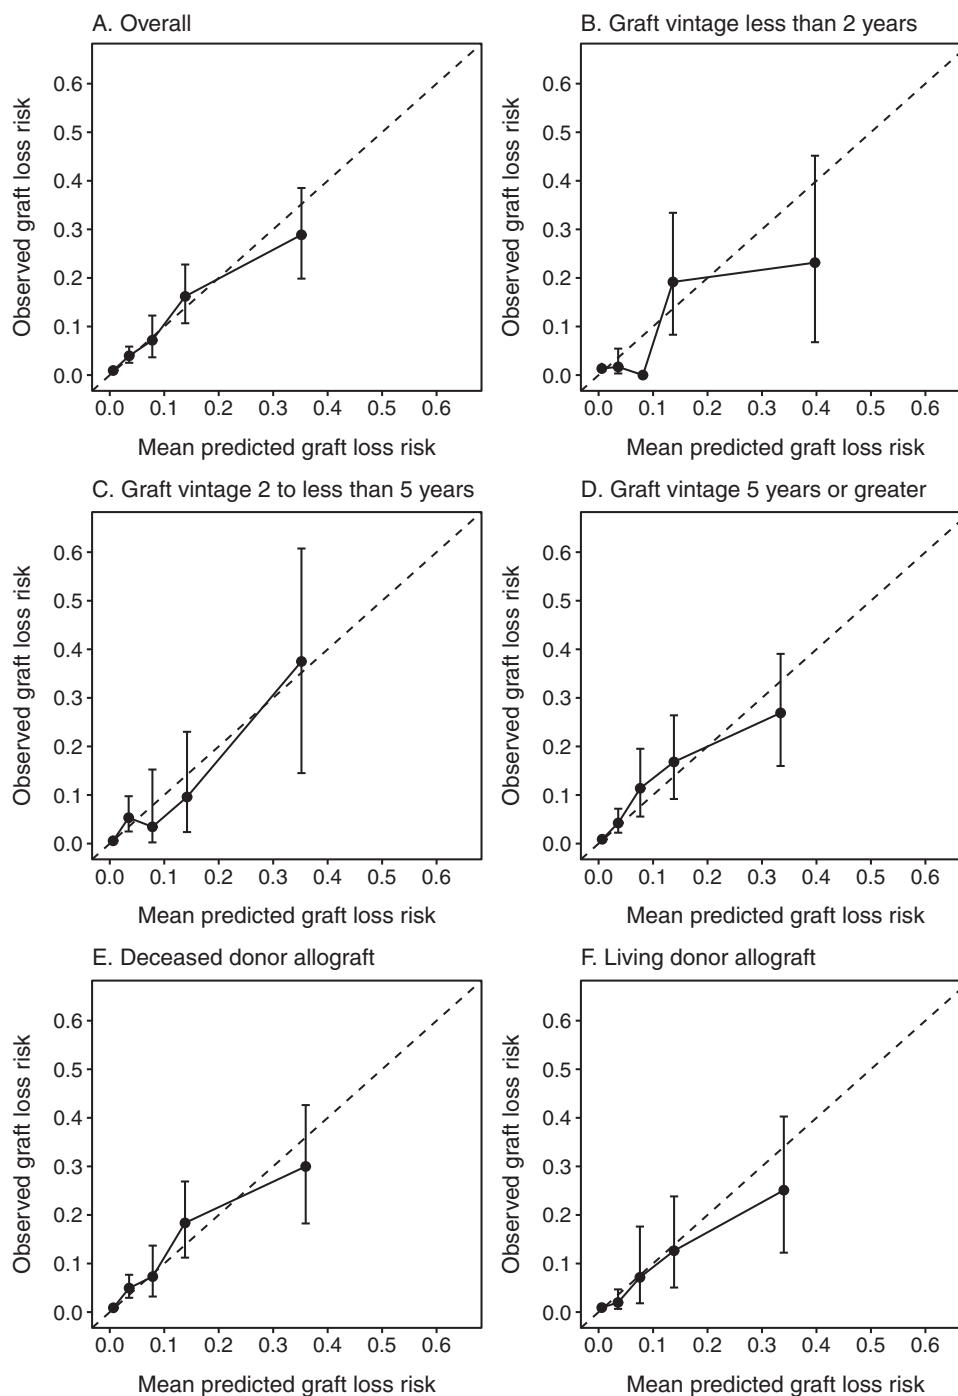 A. Overall
Observed graft loss risk
0.6
0.5
0.4
0.3
0.2
0.1
0.0
0.0 0.1 0.2 0.3 0.4 0.5 0.6
Mean predicted graft loss risk
B. Graft vintage less than 2 years
Observed graft loss risk
0.6
0.5
0.4
0.3
0.2
0.1
0.0
0.0 0.1 0.2 0.3 0.4 0.5 0.6
Mean predicted graft loss risk
C. Graft vintage 2 to less than 5 years
Observed graft loss risk
0.6
0.5
0.4
0.3
0.2
0.1
0.0
0.0 0.1 0.2 0.3 0.4 0.5 0.6
Mean predicted graft loss risk
D. Graft vintage 5 years or greater
Observed graft loss risk
0.6
0.5
0.4
0.3
0.2
0.1
0.0
0.0 0.1 0.2 0.3 0.4 0.5 0.6
Mean predicted graft loss risk
E. Deceased donor allograft
Observed graft loss risk
0.6
0.5
0.4
0.3
0.2
0.1
0.0
0.0 0.1 0.2 0.3 0.4 0.5 0.6
Mean predicted graft loss risk
F. Living donor allograft
Observed graft loss risk
0.6
0.5
0.4
0.3
0.2
0.1
0.0
0.0 0.1 0.2 0.3 0.4 0.5 0.6
Mean predicted graft loss risk